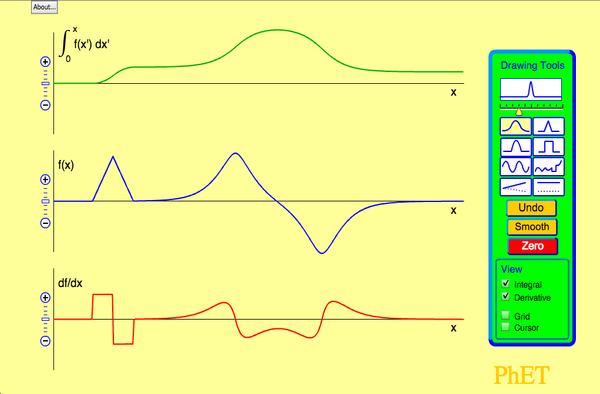 About...
∫₀ˣ f(x') dx'
x
f(x)
x
df/dx
x
Drawing Tools
Undo
Smooth
Zero
View
Integral
Derivative
Grid
Cursor
PhET